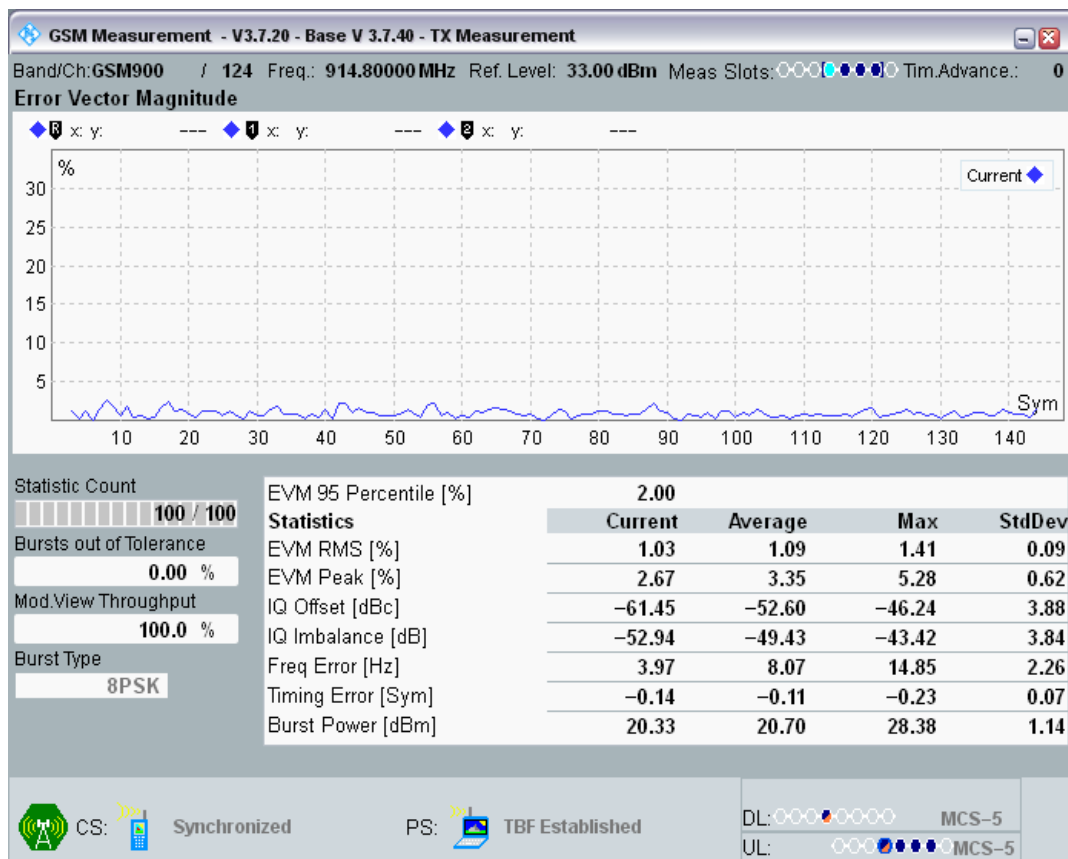 GSM Measurement - V3.7.20 - Base V 3.7.40 - TX Measurement
Band/Ch:GSM900 / 124 Freq.: 914.80000 MHz Ref. Level: 33.00 dBm Meas Slots: Tim.Advance.: 0
Error Vector Magnitude
R x: y: --- 1 x: y: --- 2 x: y: ---
%
Current
30
25
20
15
10
5
Sym
10 20 30 40 50 60 70 80 90 100 110 120 130 140
Statistic Count
100 / 100
Bursts out of Tolerance
0.00 %
Mod.View Throughput
100.0 %
Burst Type
8PSK
EVM 95 Percentile [%] 2.00
Statistics Current Average Max StdDev
EVM RMS [%] 1.03 1.09 1.41 0.09
EVM Peak [%] 2.67 3.35 5.28 0.62
IQ Offset [dBc] −61.45 −52.60 −46.24 3.88
IQ Imbalance [dB] −52.94 −49.43 −43.42 3.84
Freq Error [Hz] 3.97 8.07 14.85 2.26
Timing Error [Sym] −0.14 −0.11 −0.23 0.07
Burst Power [dBm] 20.33 20.70 28.38 1.14
CS: Synchronized PS: TBF Established
DL: MCS−5
UL: MCS−5